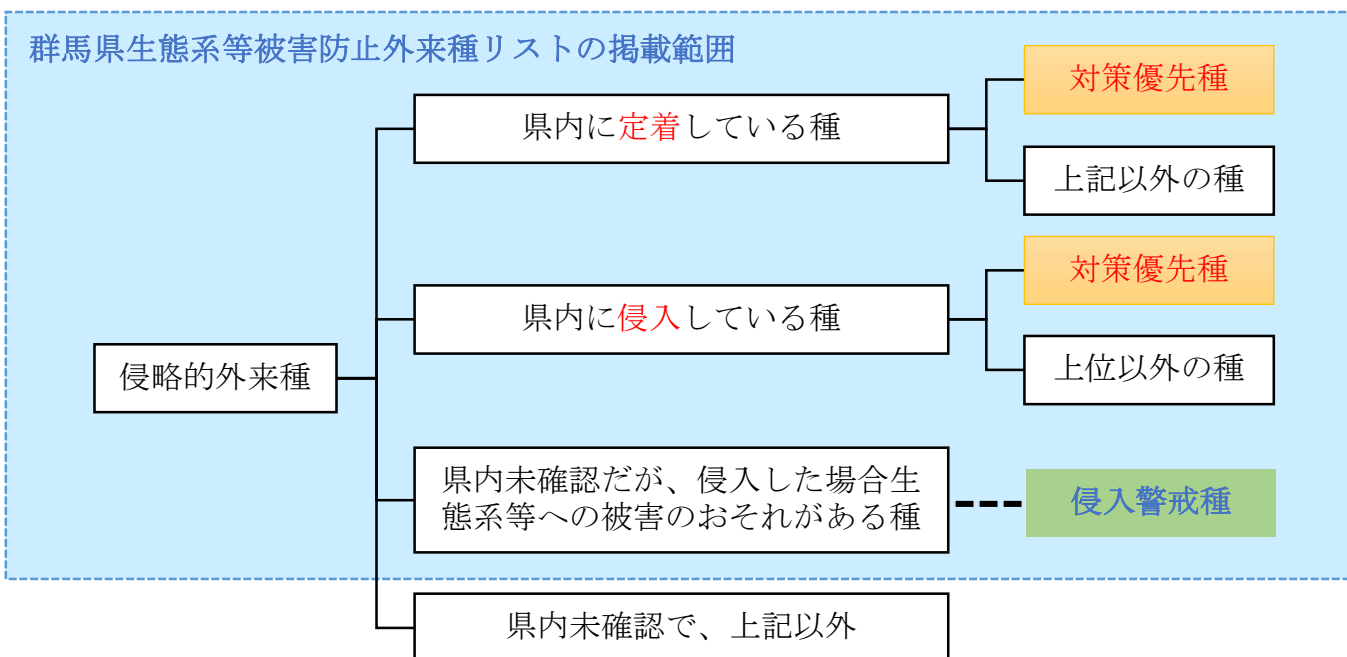 群馬県生態系等被害防止外来種リストの掲載範囲
対策優先種
県内に定着している種
上記以外の種
対策優先種
県内に侵入している種
上位以外の種
侵略的外来種
県内未確認だが、侵入した場合生
態系等への被害のおそれがある種
侵入警戒種
県内未確認で、上記以外